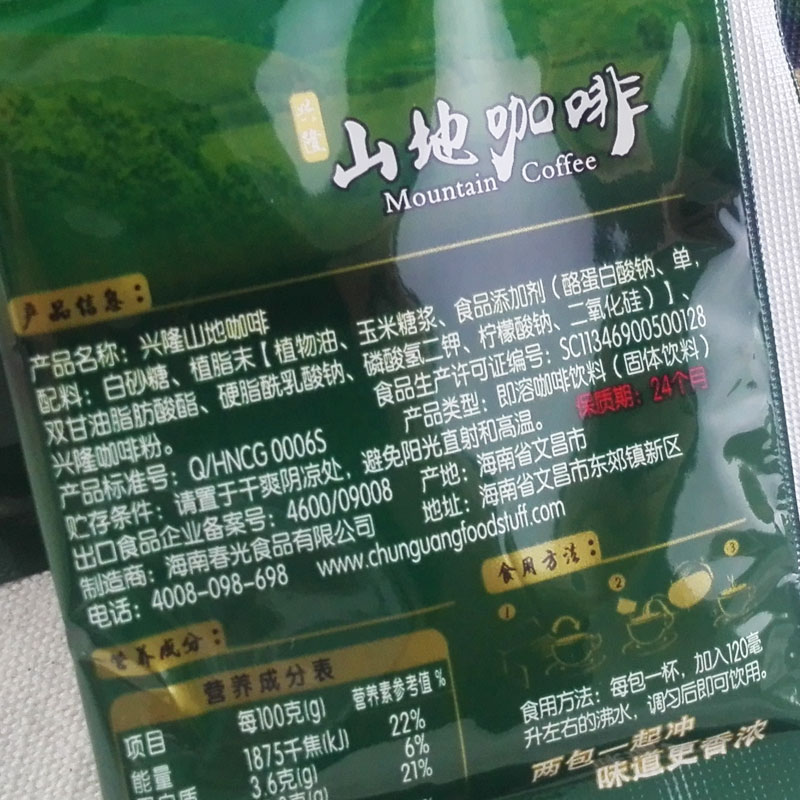 兴隆
山地咖啡
Mountain Coffee
产品信息：
产品名称：兴隆山地咖啡
配料：白砂糖、植脂末【植物油、玉米糖浆、食品添加剂（酪蛋白酸钠、单，
双甘油脂肪酸酯、硬脂酰乳酸钠、磷酸氢二钾、柠檬酸钠、二氧化硅）】、
兴隆咖啡粉。
食品生产许可证编号：SC11346900500128
产品标准号：Q/HNCG 0006S
产品类型：即溶咖啡饮料（固体饮料）
贮存条件：请置于干爽阴凉处，避免阳光直射和高温。
保质期：24个月
出口食品企业备案号：4600/09008
产地：海南省文昌市
制造商：海南春光食品有限公司
地址：海南省文昌市东郊镇新区
电话：4008-098-698
www.chunguangfoodstuff.com
食用方法：
1
2
3
食用方法：每包一杯，加入120毫
升左右的沸水，调匀后即可饮用。
两包一起冲
味道更香浓
营养成分：
营养成分表
项目 每100克(g) 营养素参考值%
能量 1875千焦(kJ) 22%
3.6克(g) 6%
21%